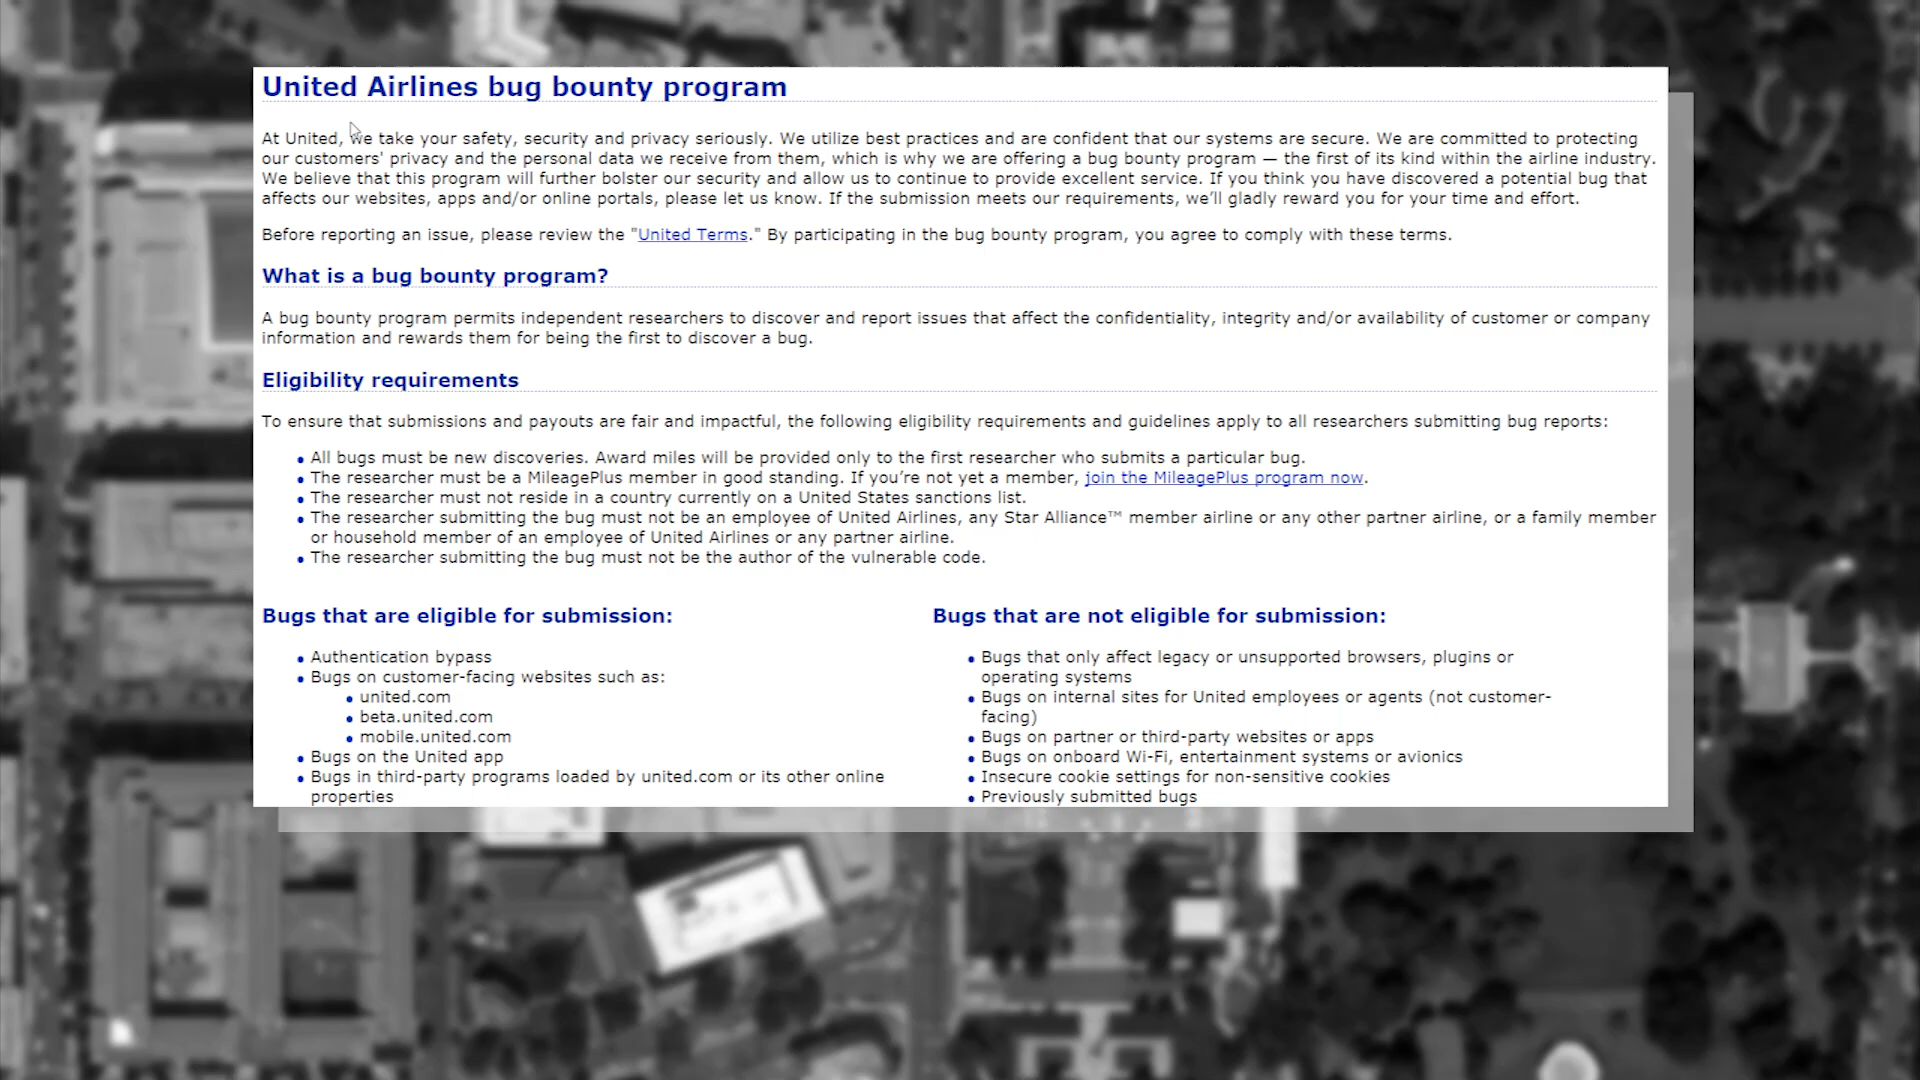 United Airlines bug bounty program
At United, we take your safety, security and privacy seriously. We utilize best practices and are confident that our systems are secure. We are committed to protecting
our customers' privacy and the personal data we receive from them, which is why we are offering a bug bounty program — the first of its kind within the airline industry.
We believe that this program will further bolster our security and allow us to continue to provide excellent service. If you think you have discovered a potential bug that
affects our websites, apps and/or online portals, please let us know. If the submission meets our requirements, we'll gladly reward you for your time and effort.
Before reporting an issue, please review the "United Terms." By participating in the bug bounty program, you agree to comply with these terms.
What is a bug bounty program?
A bug bounty program permits independent researchers to discover and report issues that affect the confidentiality, integrity and/or availability of customer or company
information and rewards them for being the first to discover a bug.
Eligibility requirements
To ensure that submissions and payouts are fair and impactful, the following eligibility requirements and guidelines apply to all researchers submitting bug reports:
• All bugs must be new discoveries. Award miles will be provided only to the first researcher who submits a particular bug.
• The researcher must be a MileagePlus member in good standing. If you're not yet a member, join the MileagePlus program now.
• The researcher must not reside in a country currently on a United States sanctions list.
• The researcher submitting the bug must not be an employee of United Airlines, any Star Alliance™ member airline or any other partner airline, or a family member
or household member of an employee of United Airlines or any partner airline.
• The researcher submitting the bug must not be the author of the vulnerable code.
Bugs that are eligible for submission:
• Authentication bypass
• Bugs on customer-facing websites such as:
• united.com
• beta.united.com
• mobile.united.com
• Bugs on the United app
• Bugs in third-party programs loaded by united.com or its other online
properties
Bugs that are not eligible for submission:
• Bugs that only affect legacy or unsupported browsers, plugins or
operating systems
• Bugs on internal sites for United employees or agents (not customer-
facing)
• Bugs on partner or third-party websites or apps
• Bugs on onboard Wi-Fi, entertainment systems or avionics
• Insecure cookie settings for non-sensitive cookies
• Previously submitted bugs